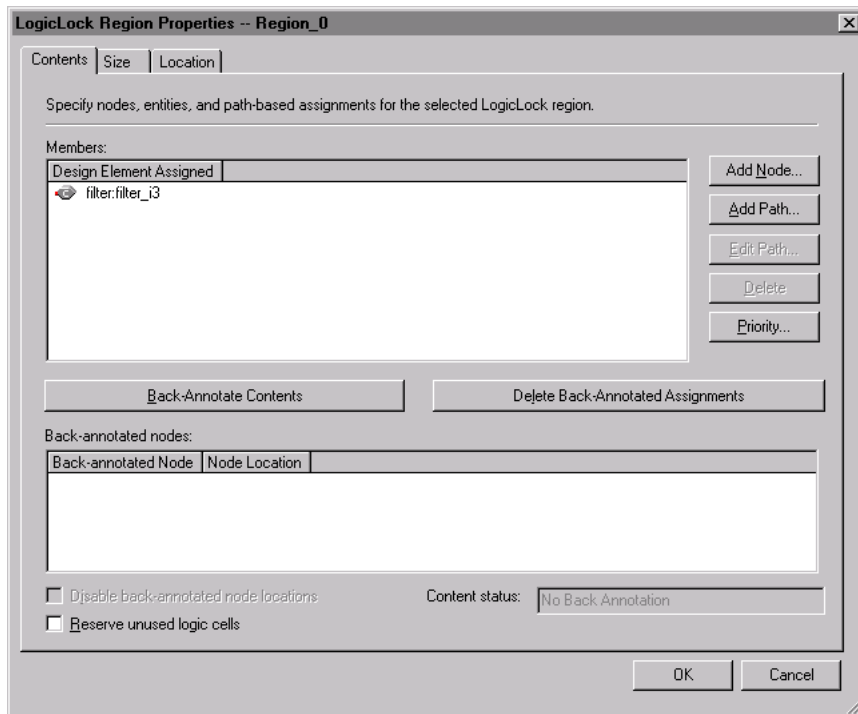 LogicLock Region Properties -- Region_0
Contents Size Location
Specify nodes, entities, and path-based assignments for the selected LogicLock region.
Members:
Design Element Assigned
filter:filter_i3
Add Node...
Add Path...
Edit Path...
Delete
Priority...
Back-Annotate Contents Delete Back-Annotated Assignments
Back-annotated nodes:
Back-annotated Node Node Location
Disable back-annotated node locations Content status: No Back Annotation
Reserve unused logic cells
OK Cancel